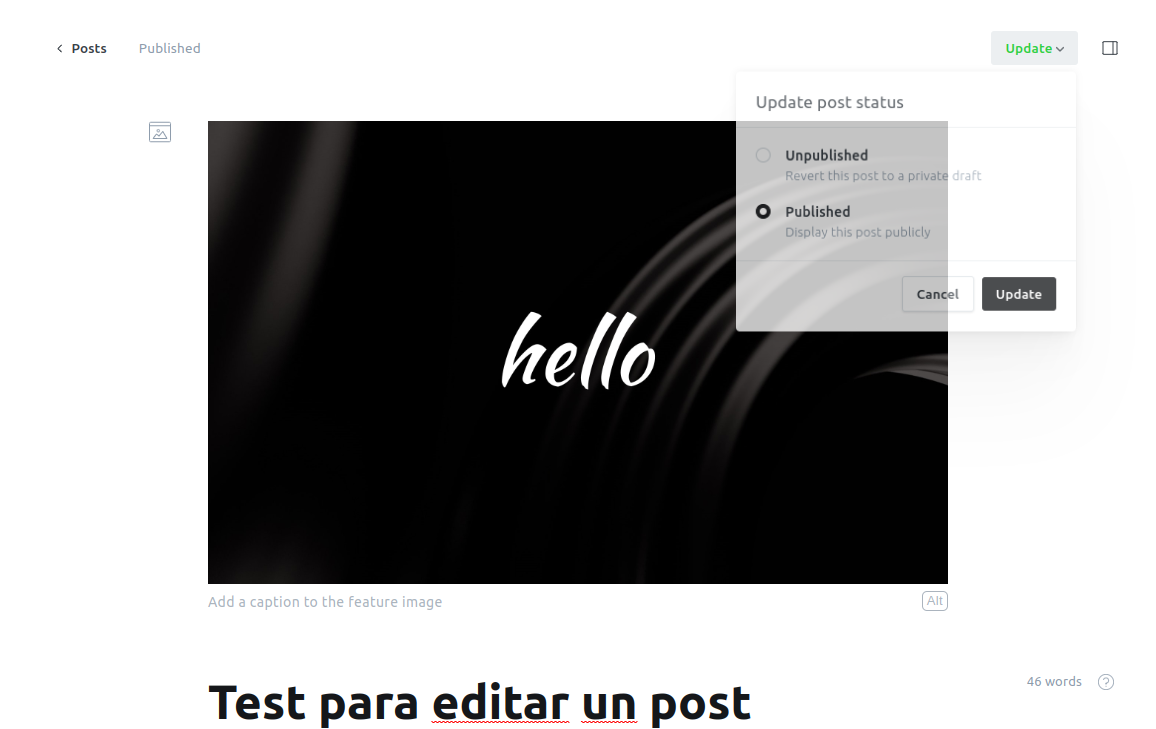 Posts Published Update
Update post status
Unpublished
Revert this post to a private draft
Published
Display this post publicly
Cancel Update
hello
Add a caption to the feature image Alt
46 words ?
Test para editar un post